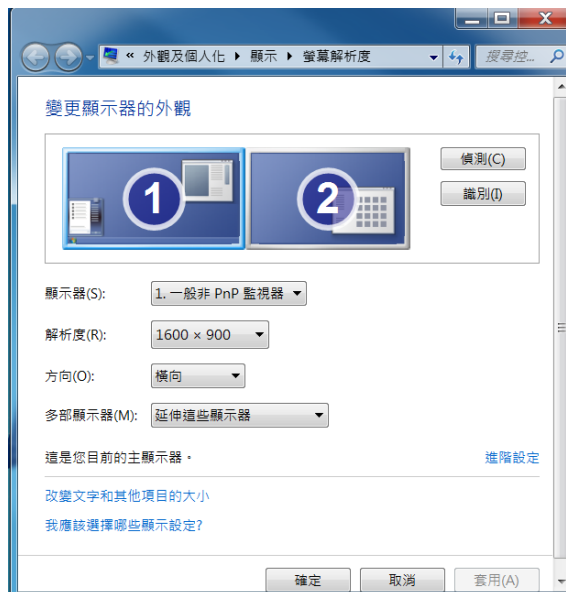 « 外觀及個人化 ▸ 顯示 ▸ 螢幕解析度
搜尋控...
變更顯示器的外觀
1
2
偵測(C)
識別(I)
顯示器(S): 1. 一般非 PnP 監視器
解析度(R): 1600 × 900
方向(O): 橫向
多部顯示器(M): 延伸這些顯示器
這是您目前的主顯示器。 進階設定
改變文字和其他項目的大小
我應該選擇哪些顯示設定?
確定 取消 套用(A)